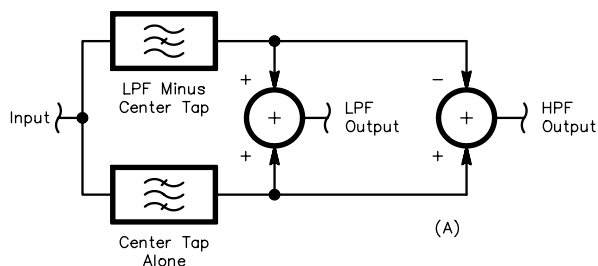 LPF Minus
Center Tap
Input
+
−
+
LPF
Output
+
HPF
Output
+
+
Center Tap
Alone
(A)